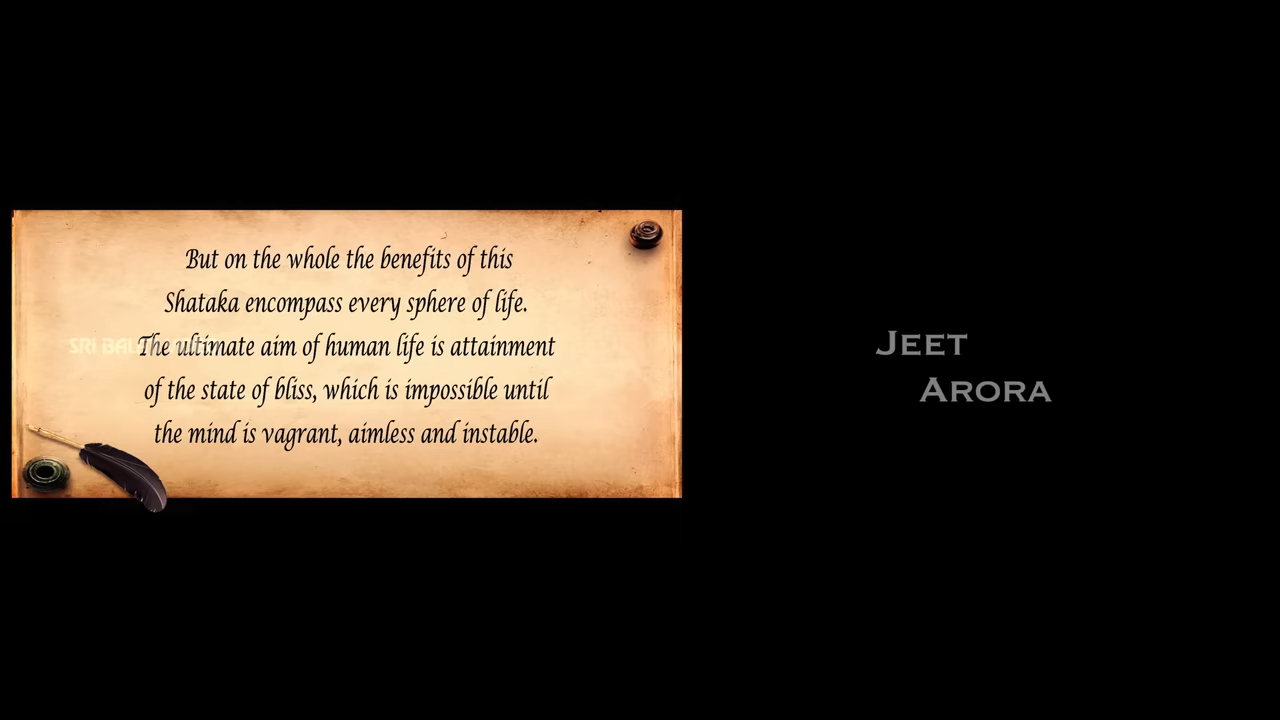 But on the whole the benefits of this
Shataka encompass every sphere of life.
The ultimate aim of human life is attainment
of the state of bliss, which is impossible until
the mind is vagrant, aimless and instable.
SRI
JEET
ARORA